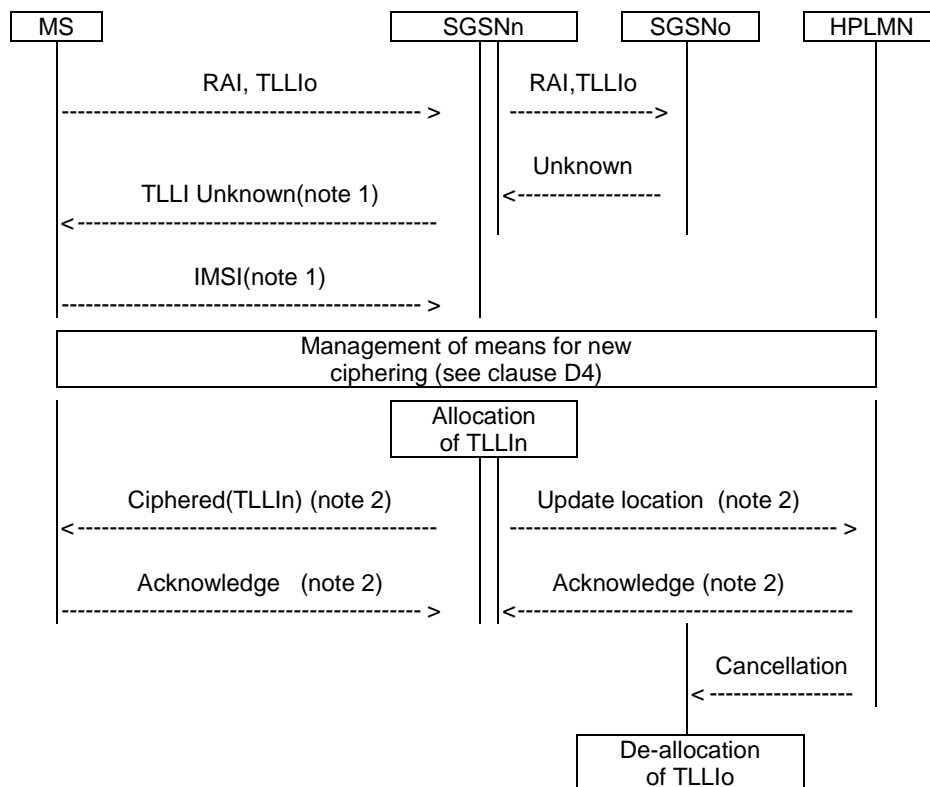 MS SGSNn SGSNo HPLMN
RAI, TLLIo RAI,TLLIo
Unknown
TLLI Unknown(note 1)
IMSI(note 1)
Management of means for new
ciphering (see clause D4)
Allocation
of TLLIn
Ciphered(TLLIn) (note 2) Update location (note 2)
Acknowledge (note 2) Acknowledge (note 2)
Cancellation
De-allocation
of TLLIo